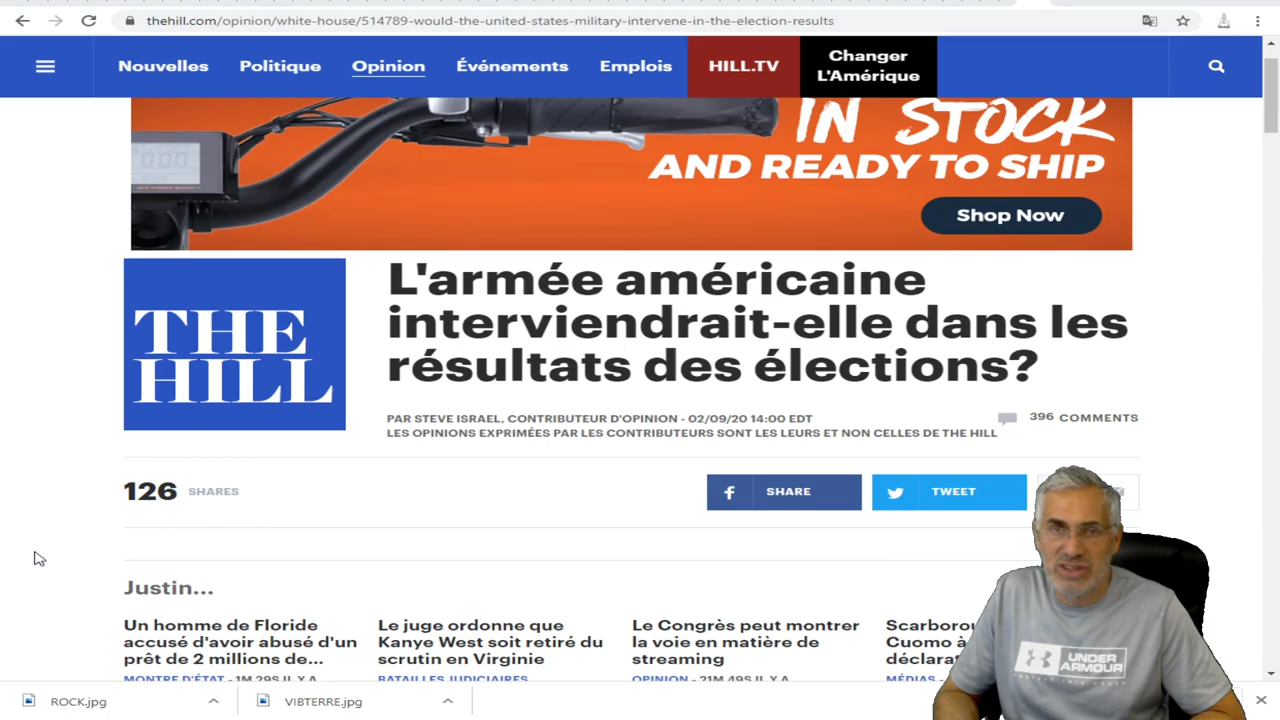 thehill.com/opinion/white-house/514789-would-the-united-states-military-intervene-in-the-election-results
Nouvelles Politique Opinion Événements Emplois HILL.TV Changer L'Amérique
IN STOCK
AND READY TO SHIP
Shop Now
THE
HILL
L'armée américaine
interviendrait-elle dans les
résultats des élections?
PAR STEVE ISRAEL, CONTRIBUTEUR D'OPINION - 02/09/20 14:00 EDT
396 COMMENTS
LES OPINIONS EXPRIMÉES PAR LES CONTRIBUTEURS SONT LES LEURS ET NON CELLES DE THE HILL
126 SHARES
SHARE
TWEET
Justin...
Un homme de Floride
accusé d'avoir abusé d'un
prêt de 2 millions de...
MONTRE D'ÉTAT - 1M 29S IL Y A
Le juge ordonne que
Kanye West soit retiré du
scrutin en Virginie
BATAILLES JUDICIAIRES
Le Congrès peut montrer
la voie en matière de
streaming
OPINION - 21M 49S IL Y A
Cuomo à
MÉDIAS
UNDER ARMOUR
ROCK.jpg
VIBTERRE.jpg